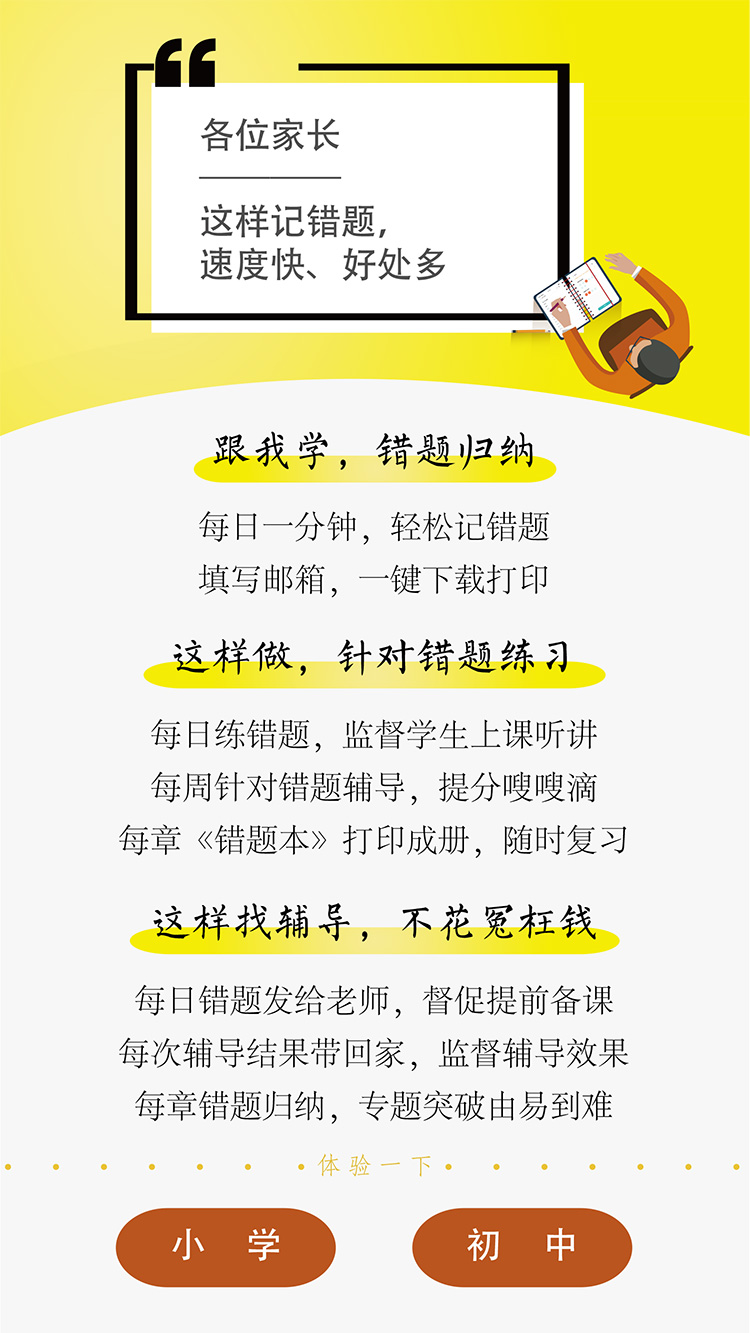 各位家长
这样记错题，
速度快、好处多
跟我学，错题归纳
每日一分钟，轻松记错题
填写邮箱，一键下载打印
这样做，针对错题练习
每日练错题，监督学生上课听讲
每周针对错题辅导，提分嗖嗖滴
每章《错题本》打印成册，随时复习
这样找辅导，不花冤枉钱
每日错题发给老师，督促提前备课
每次辅导结果带回家，监督辅导效果
每章错题归纳，专题突破由易到难
体验一下
小 学
初 中